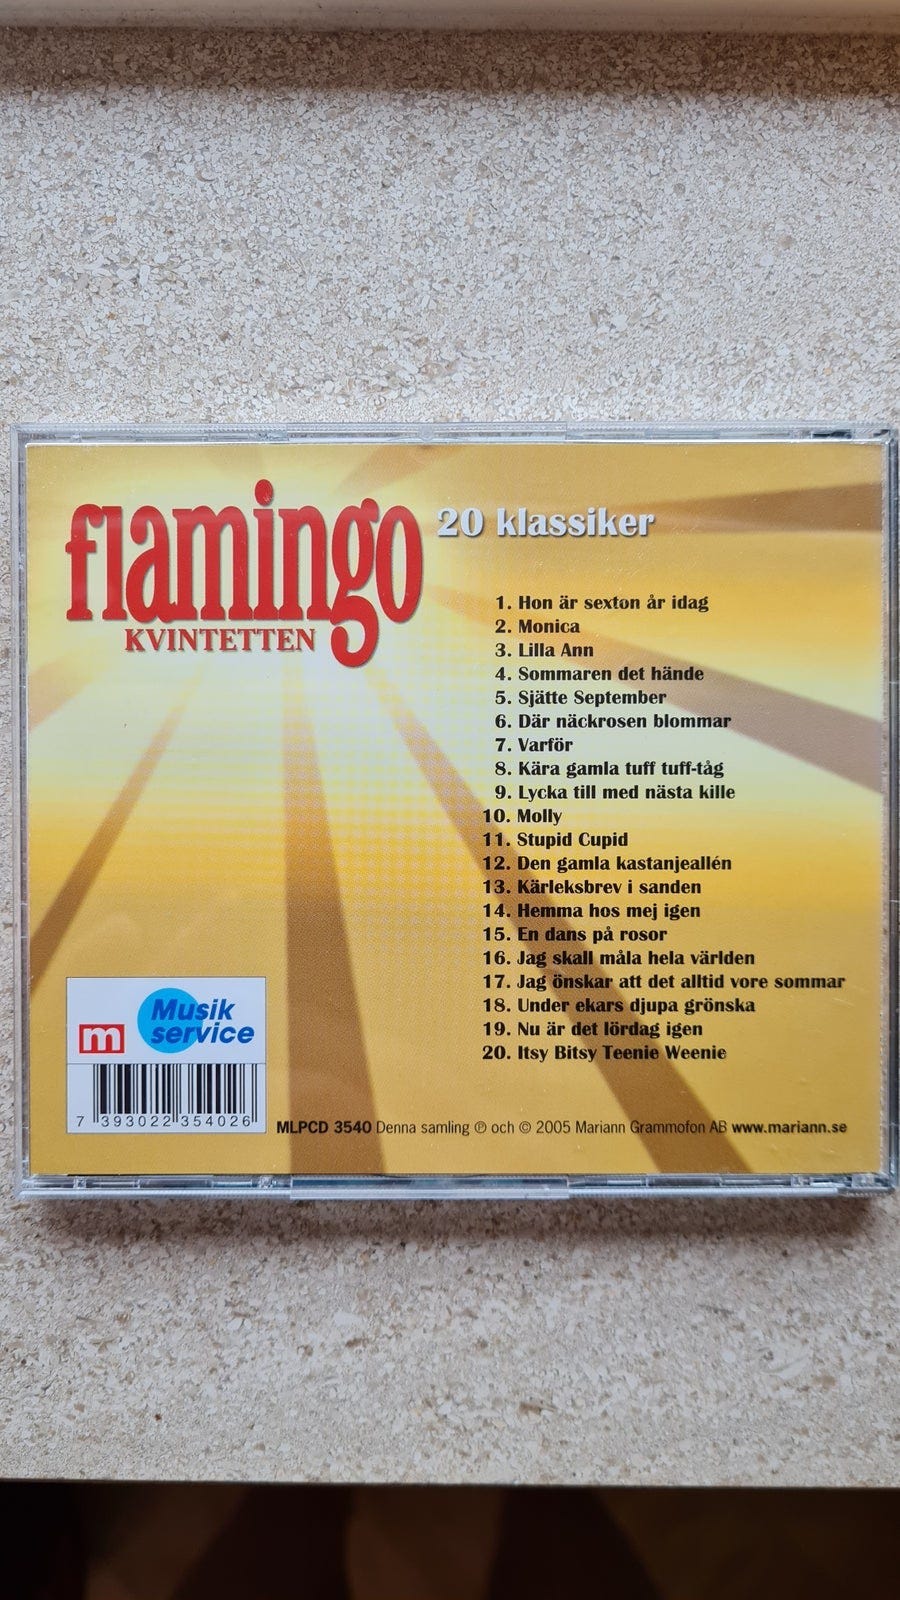 flamingo
KVINTETTEN
20 klassiker
1. Hon är sexton år idag
2. Monica
3. Lilla Ann
4. Sommaren det hände
5. Sjätte September
6. Där näckrosen blommar
7. Varför
8. Kära gamla tuff tuff-tåg
9. Lycka till med nästa kille
10. Molly
11. Stupid Cupid
12. Den gamla kastanjeallén
13. Kärleksbrev i sanden
14. Hemma hos mej igen
15. En dans på rosor
16. Jag skall måla hela världen
17. Jag önskar att det alltid vore sommar
18. Under ekars djupa grönska
19. Nu är det lördag igen
20. Itsy Bitsy Teenie Weenie
m
Musik
service
7 393022 354026
MLPCD 3540 Denna samling ℗ och © 2005 Mariann Grammofon AB www.mariann.se